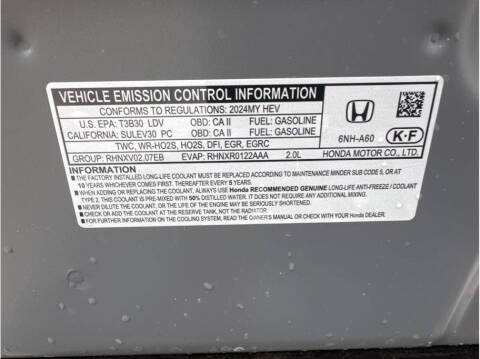 VEHICLE EMISSION CONTROL INFORMATION
CONFORMS TO REGULATIONS: 2024MY HEV
U.S. EPA: T3B30 LDV OBD: CA II FUEL: GASOLINE
CALIFORNIA: SULEV30 PC OBD: CA II FUEL: GASOLINE
TWC, WR-HO2S, HO2S, DFI, EGR, EGRC
GROUP: RHNXV02.07EB EVAP: RHNXR0122AAA 2.0L
6NH-A60 K-F
HONDA MOTOR CO., LTD.
INFORMATION
■ THE FACTORY INSTALLED LONG-LIFE COOLANT MUST BE REPLACED ACCORDING TO MAINTENANCE MINDER SUB CODE 5, OR AT
10 YEARS WHICHEVER COMES FIRST. THEREAFTER EVERY 5 YEARS.
■ WHEN ADDING OR REPLACING THE COOLANT, ALWAYS USE Honda RECOMMENDED GENUINE LONG-LIFE ANTI-FREEZE / COOLANT
TYPE 2. THIS COOLANT IS PRE-MIXED WITH 50% DISTILLED WATER. IT DOES NOT REQUIRE ANY ADDITIONAL MIXING.
■ WHEN DILUTING THE COOLANT, OR THE LIFE OF THE ENGINE MAY BE SERIOUSLY SHORTENED.
■ CHECK OR ADD COOLANT AT THE RESERVE TANK, NOT THE RADIATOR.
■ FOR FURTHER INFORMATION ON THE COOLING SYSTEM, READ THE OWNER'S MANUAL OR CHECK WITH YOUR Honda DEALER.